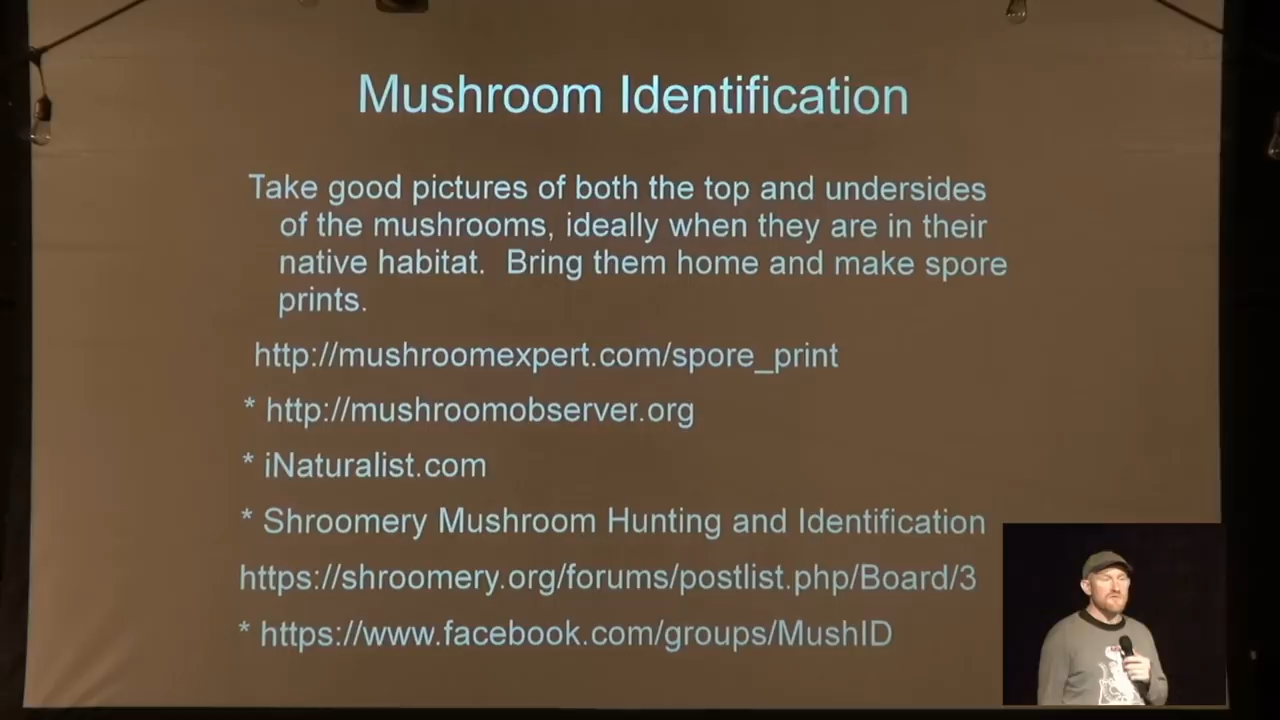 Mushroom Identification
Take good pictures of both the top and undersides
of the mushrooms, ideally when they are in their
native habitat. Bring them home and make spore
prints.
http://mushroomexpert.com/spore_print
* http://mushroomobserver.org
* iNaturalist.com
* Shroomery Mushroom Hunting and Identification
https://shroomery.org/forums/postlist.php/Board/3
* https://www.facebook.com/groups/MushID